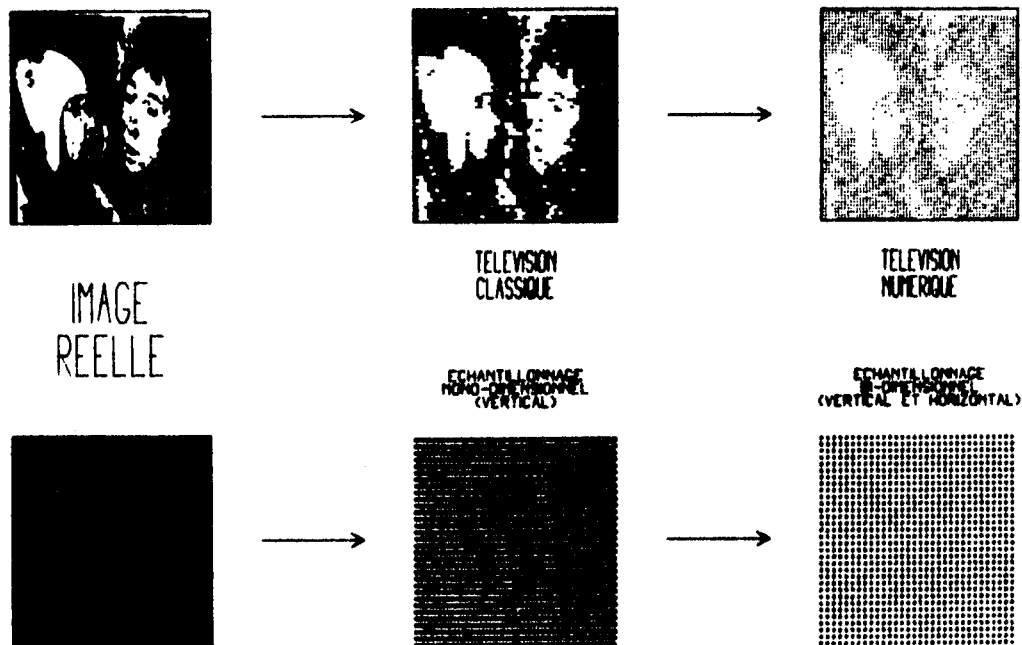 IMAGE
REELLE
TELEVISION
CLASSIQUE
TELEVISION
NUMERIQUE
ECHANTILLONNAGE
MONO-DIMENSIONNEL
(VERTICAL)
ECHANTILLONNAGE
BI-DIMENSIONNEL
(VERTICAL ET HORIZONTAL)